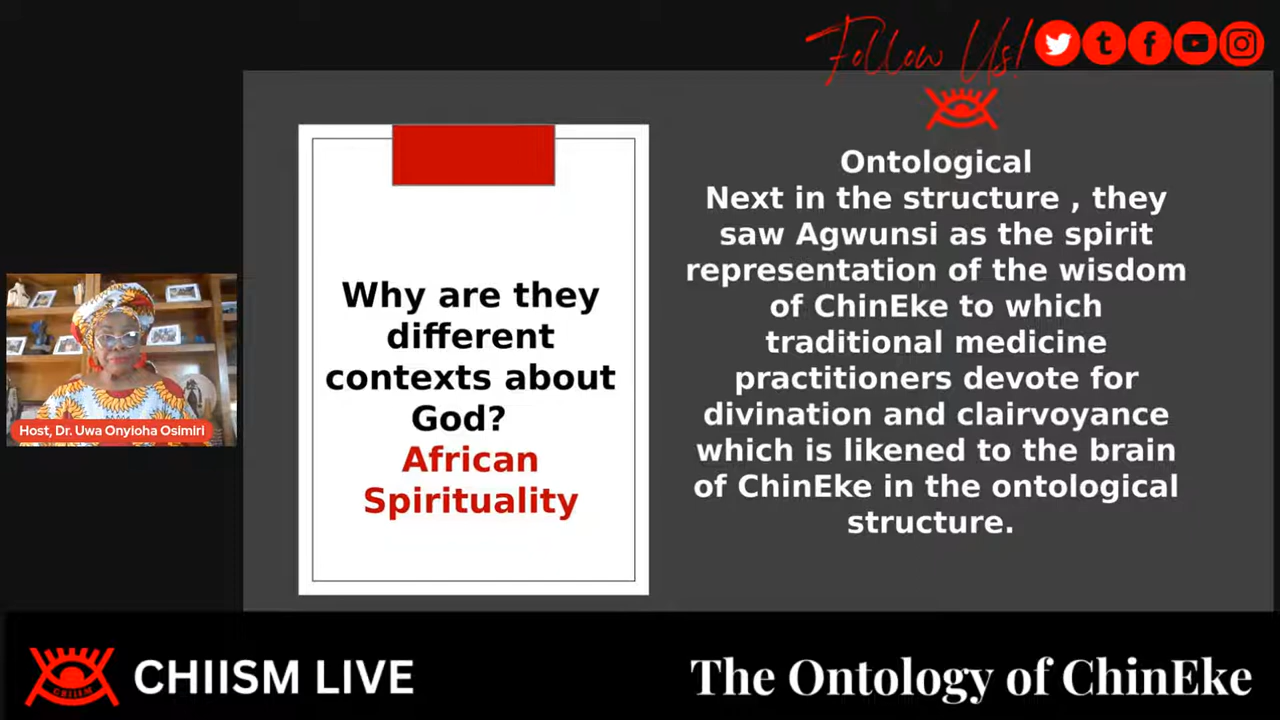 Follow Us!
Ontological
Next in the structure , they
saw Agwunsi as the spirit
representation of the wisdom
of ChinEke to which
traditional medicine
practitioners devote for
divination and clairvoyance
which is likened to the brain
of ChinEke in the ontological
structure.
Why are they
different
contexts about
God?
African
Spirituality
Host, Dr. Uwa Onyioha Osimiri
CHIISM
CHIISM LIVE
The Ontology of ChinEke